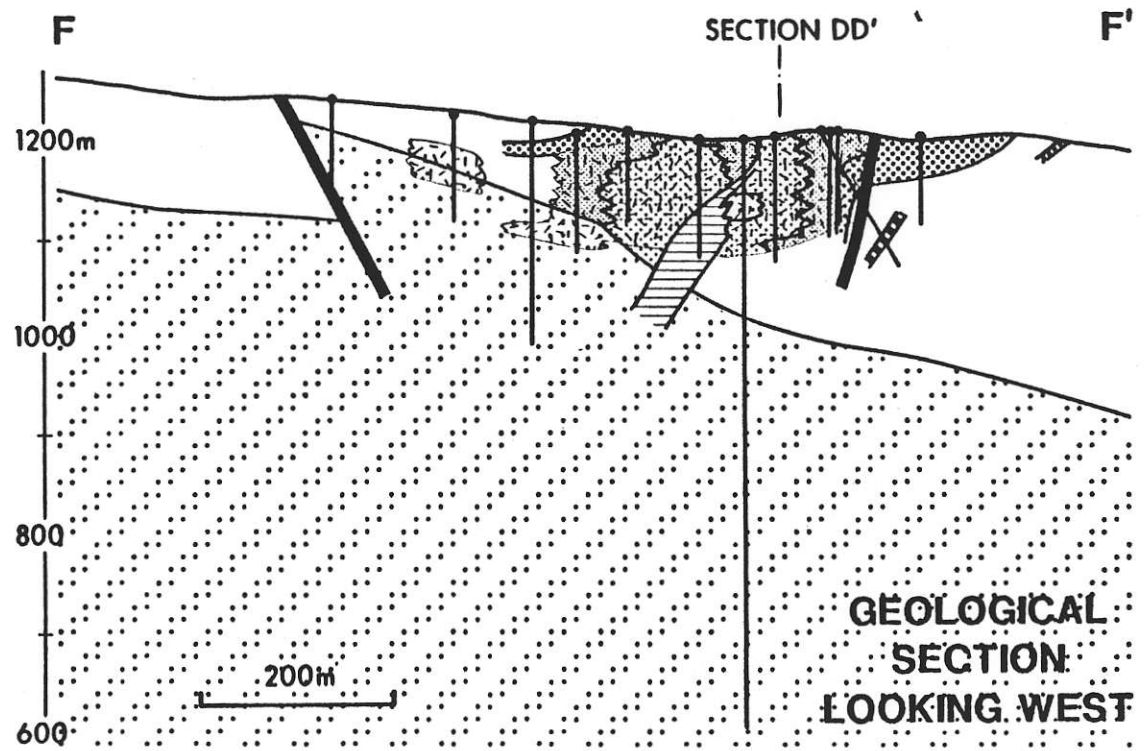 F
SECTION DD'
F'
1200m
1000
800
600
200m
GEOLOGICAL
SECTION
LOOKING WEST